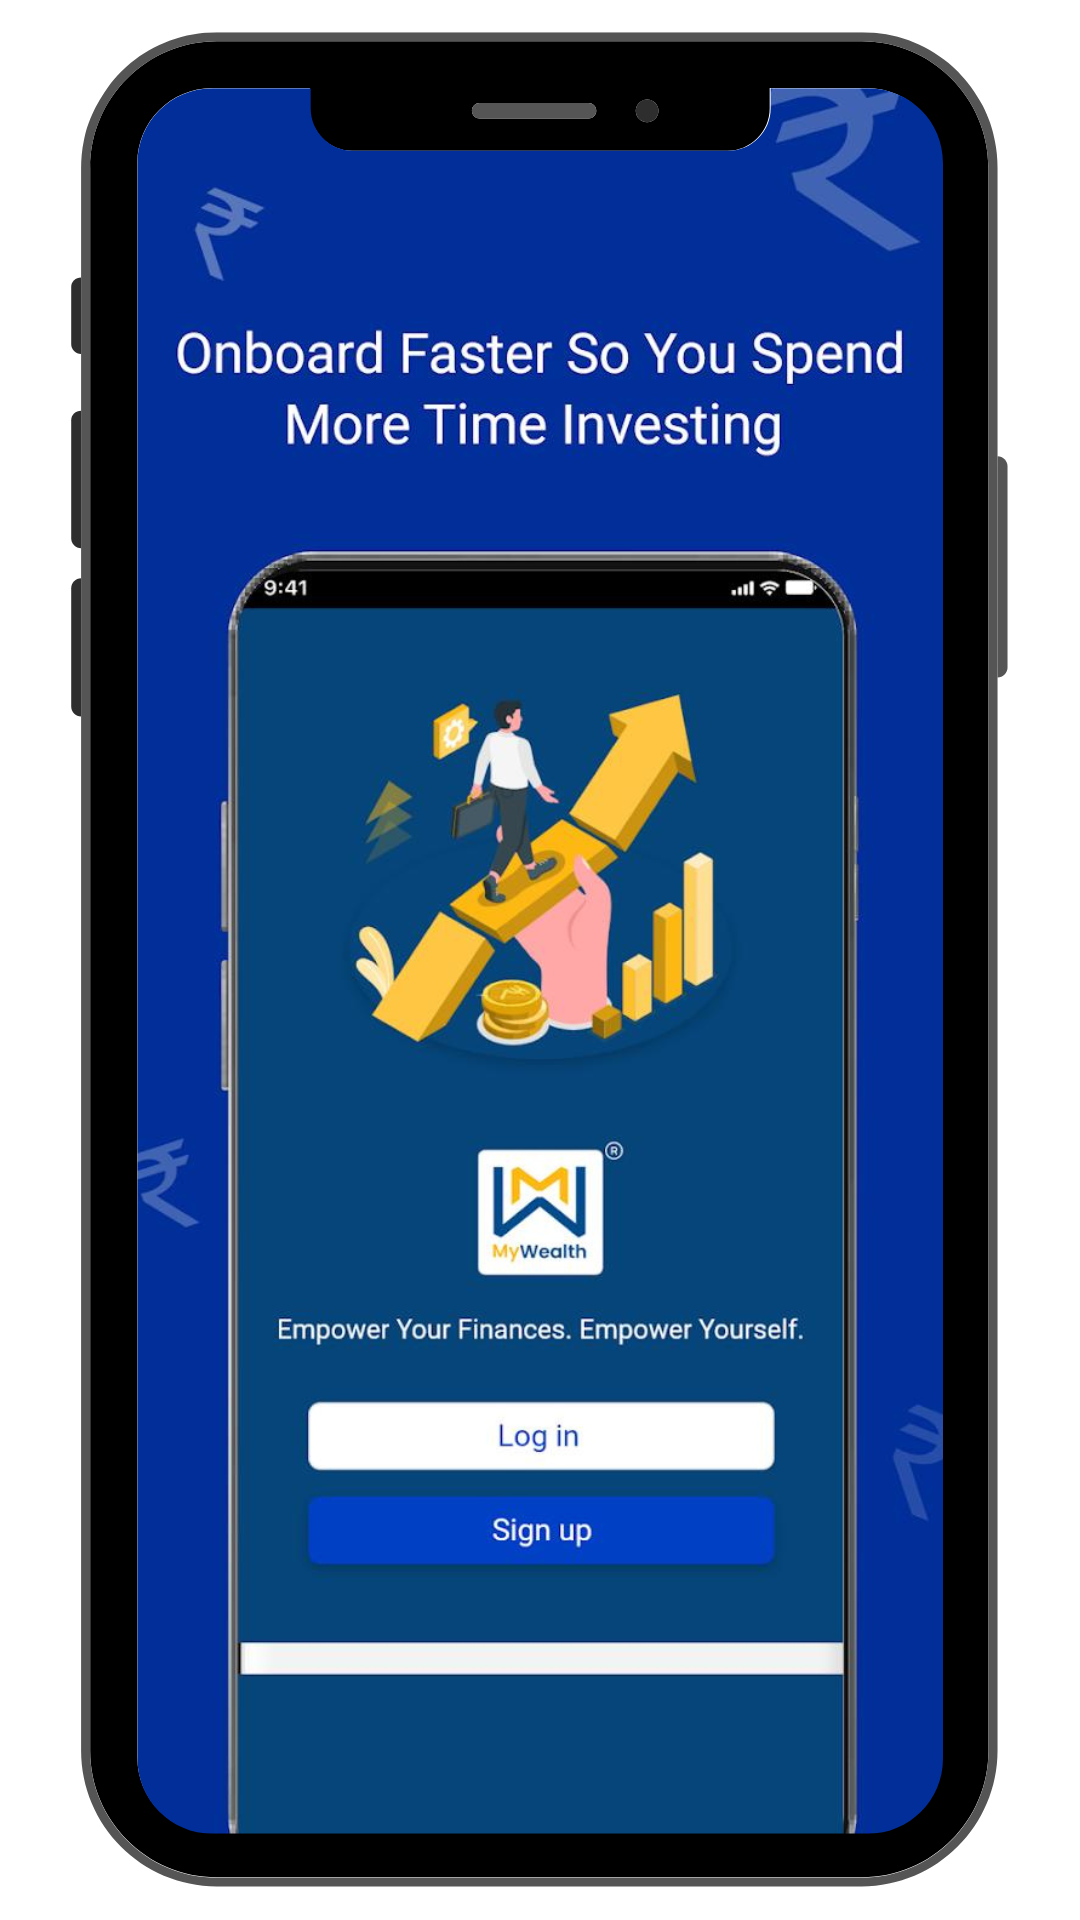 Onboard Faster So You Spend
More Time Investing
9:41
®
MyWealth
Empower Your Finances. Empower Yourself.
Log in
Sign up